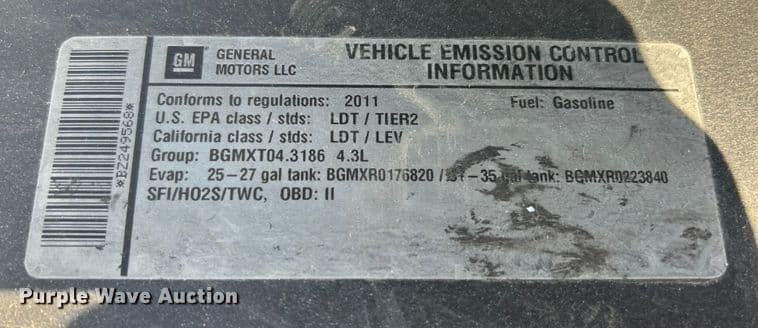 GM GENERAL MOTORS LLC
VEHICLE EMISSION CONTROL INFORMATION
*BZ249568*
Conforms to regulations: 2011 Fuel: Gasoline
U.S. EPA class / stds: LDT / TIER2
California class / stds: LDT / LEV
Group: BGMXT04.3186 4.3L
Evap: 25-27 gal tank: BGMXR0176820 / -35 gal tank: BGMXR0223840
SFI/HO2S/TWC, OBD: II
Purple Wave Auction